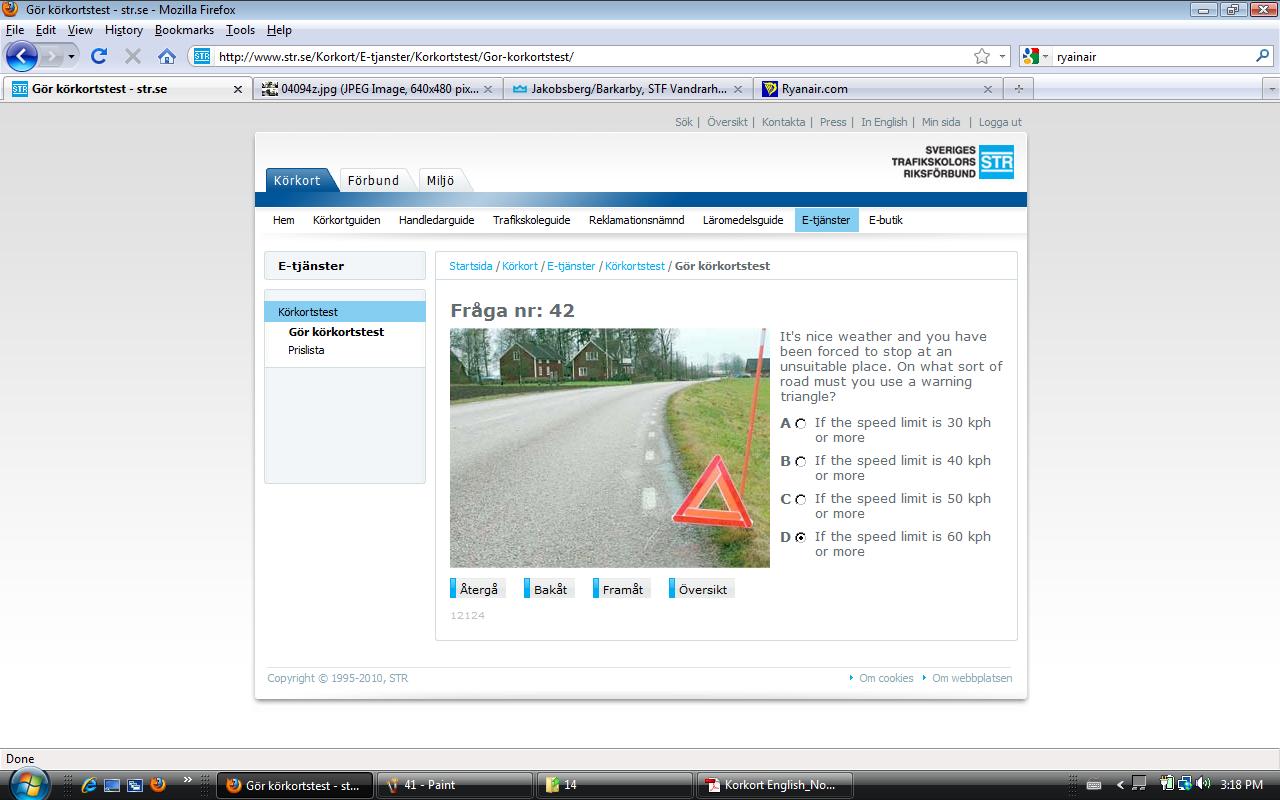 Gör körkortstest - str.se - Mozilla Firefox
File Edit View History Bookmarks Tools Help
STR http://www.str.se/Korkort/E-tjanster/Korkortstest/Gor-korkortstest/ ryainair
STR Gör körkortstest - str.se 04094z.jpg (JPEG Image, 640x480 pix... Jakobsberg/Barkarby, STF Vandrarh... Ryanair.com
Sök | Översikt | Kontakta | Press | In English | Min sida | Logga ut
SVERIGES
TRAFIKSKOLORS STR
RIKSFÖRBUND
Körkort Förbund Miljö
Hem Körkortguiden Handledarguide Trafikskoleguide Reklamationsnämnd Läromedelsguide E-tjänster E-butik
E-tjänster
Körkortstest
Gör körkortstest
Prislista
Startsida / Körkort / E-tjänster / Körkortstest / Gör körkortstest
Fråga nr: 42
It's nice weather and you have
been forced to stop at an
unsuitable place. On what sort of
road must you use a warning
triangle?
A If the speed limit is 30 kph
or more
B If the speed limit is 40 kph
or more
C If the speed limit is 50 kph
or more
D If the speed limit is 60 kph
or more
Återgå Bakåt Framåt Översikt
12124
Copyright © 1995-2010, STR Om cookies Om webbplatsen
Done
» Gör körkortstest - st... 41 - Paint 14 Korkort English_No... 3:18 PM